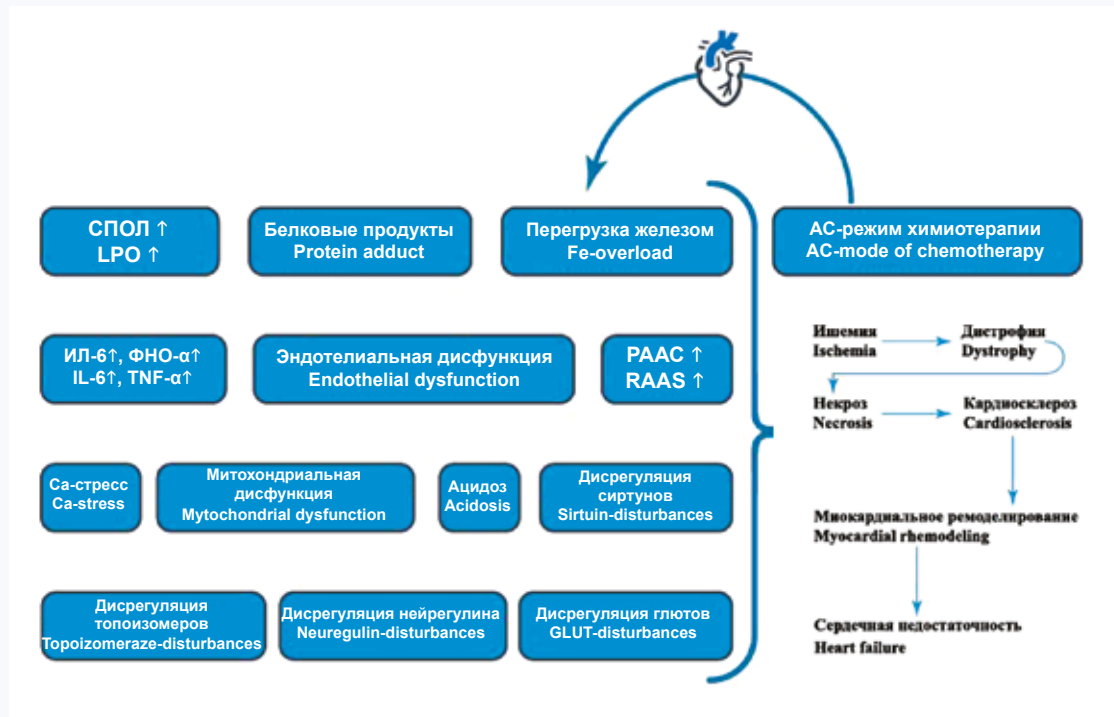 СПОЛ ↑
LPO ↑
Белковые продукты
Protein adduct
Перегрузка железом
Fe-overload
АС-режим химиотерапии
AC-mode of chemotherapy
ИЛ-6↑, ФНО-α↑
IL-6↑, TNF-α↑
Эндотелиальная дисфункция
Endothelial dysfunction
РААС ↑
RAAS ↑
Ишемия
Ischemia
Дистрофия
Dystrophy
Некроз
Necrosis
Кардиосклероз
Cardiosclerosis
Са-стресс
Ca-stress
Митохондриальная
дисфункция
Mytochondrial dysfunction
Ацидоз
Acidosis
Дисрегуляция
сиртунов
Sirtuin-disturbances
Миокардиальное ремоделирование
Myocardial rhemodeling
Дисрегуляция
топоизомеров
Topoizomeraze-disturbances
Дисрегуляция нейрегулина
Neuregulin-disturbances
Дисрегуляция глютов
GLUT-disturbances
Сердечная недостаточность
Heart failure